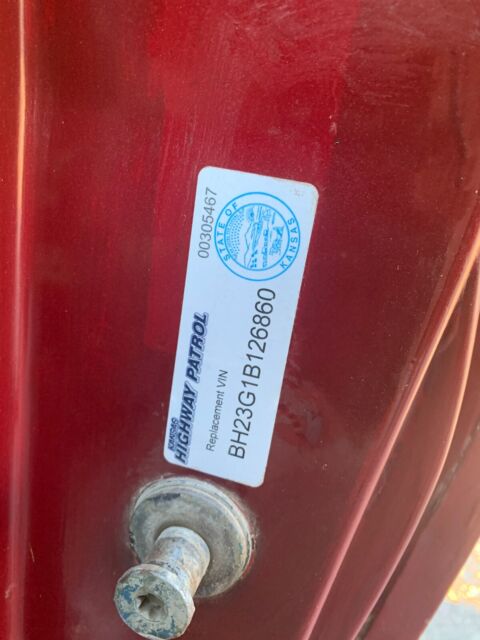 KANSAS
HIGHWAY PATROL
00305467
STATE OF KANSAS
Replacement VIN
BH23G1B126860